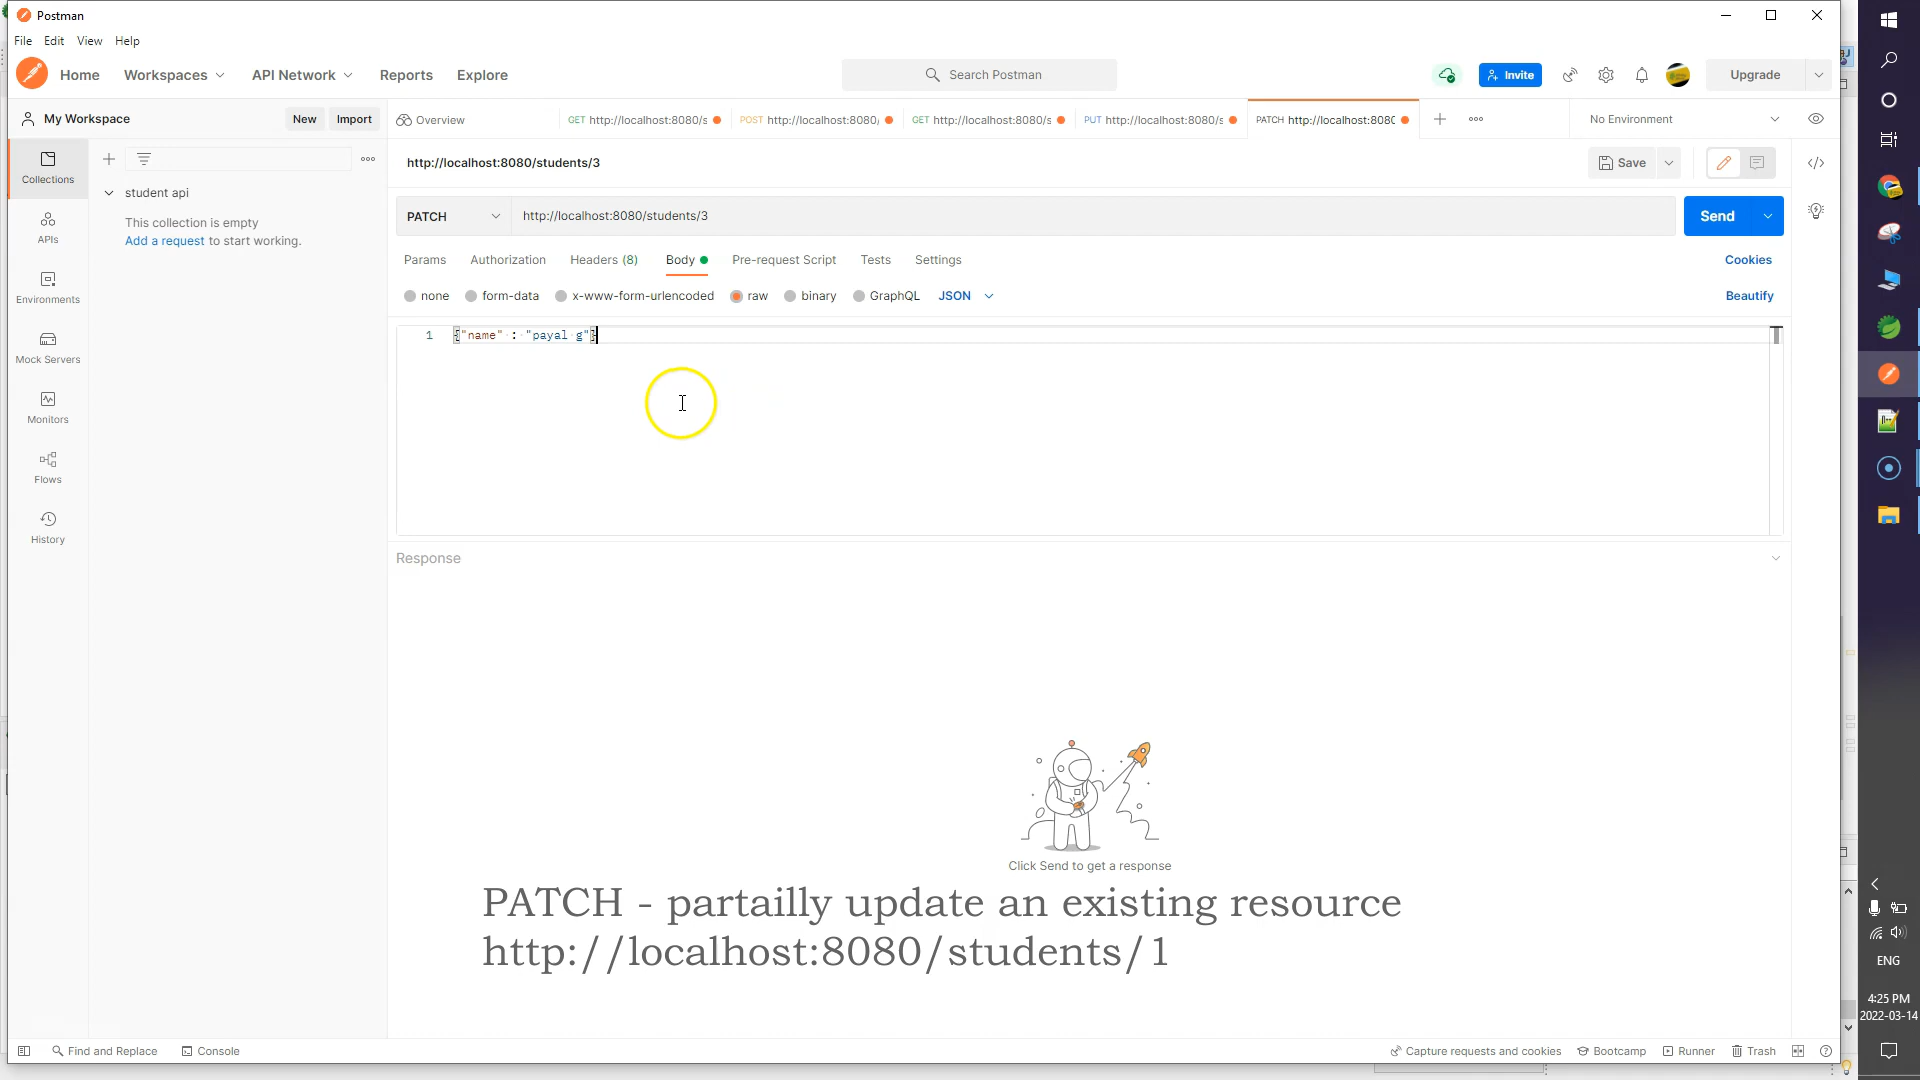 Postman
File Edit View Help
Home Workspaces API Network Reports Explore
Search Postman
Invite
Upgrade
My Workspace
New Import
Overview
GET http://localhost:8080/s
POST http://localhost:8080/
GET http://localhost:8080/s
PUT http://localhost:8080/s
PATCH http://localhost:808
No Environment
Collections
student api
This collection is empty
Add a request to start working.
APIs
Environments
Mock Servers
Monitors
Flows
History
http://localhost:8080/students/3
Save
PATCH http://localhost:8080/students/3
Send
Params Authorization Headers (8) Body Pre-request Script Tests Settings
Cookies
none form-data x-www-form-urlencoded raw binary GraphQL JSON
Beautify
1 {"name" : "payal g"}
Response
Click Send to get a response
PATCH - partailly update an existing resource
http://localhost:8080/students/1
Find and Replace Console
Capture requests and cookies Bootcamp Runner Trash
ENG
4:25 PM
2022-03-14